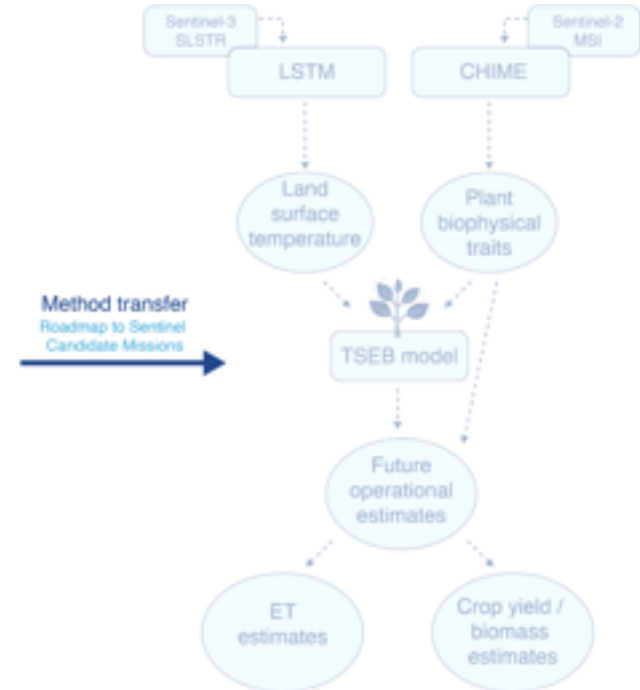 Sentinel-3
SLSTR
Sentinel-2
MSI
LSTM
CHIME
Land
surface
temperature
Plant
biophysical
traits
Method transfer
Roadmap to Sentinel
Candidate Missions
TSEB model
Future
operational
estimates
ET
estimates
Crop yield /
biomass
estimates